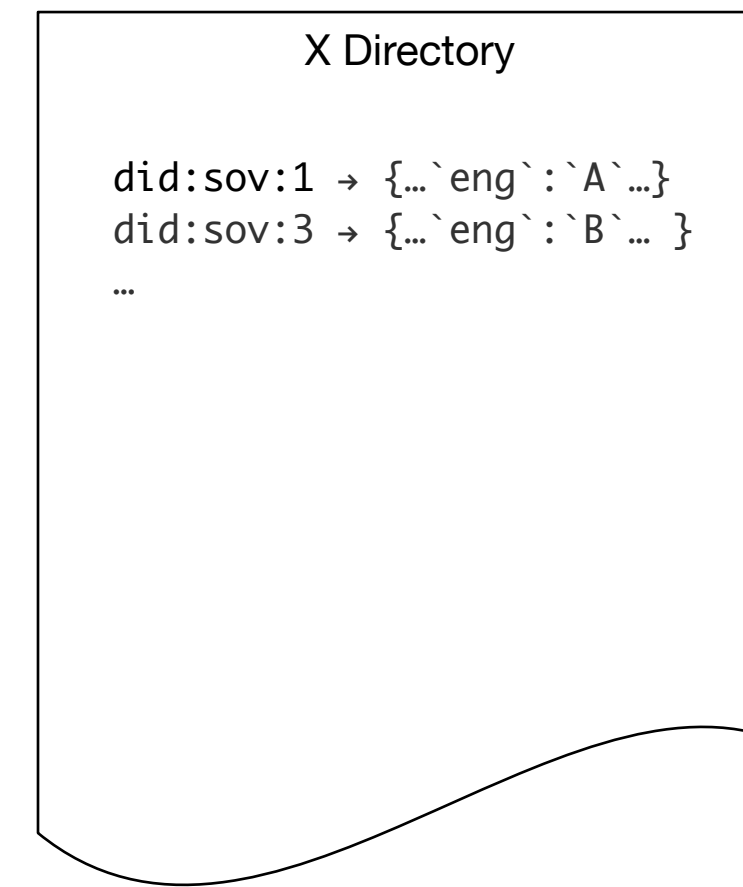 X Directory
did:sov:1 → {…`eng`:`A`…}
did:sov:3 → {…`eng`:`B`… }
…